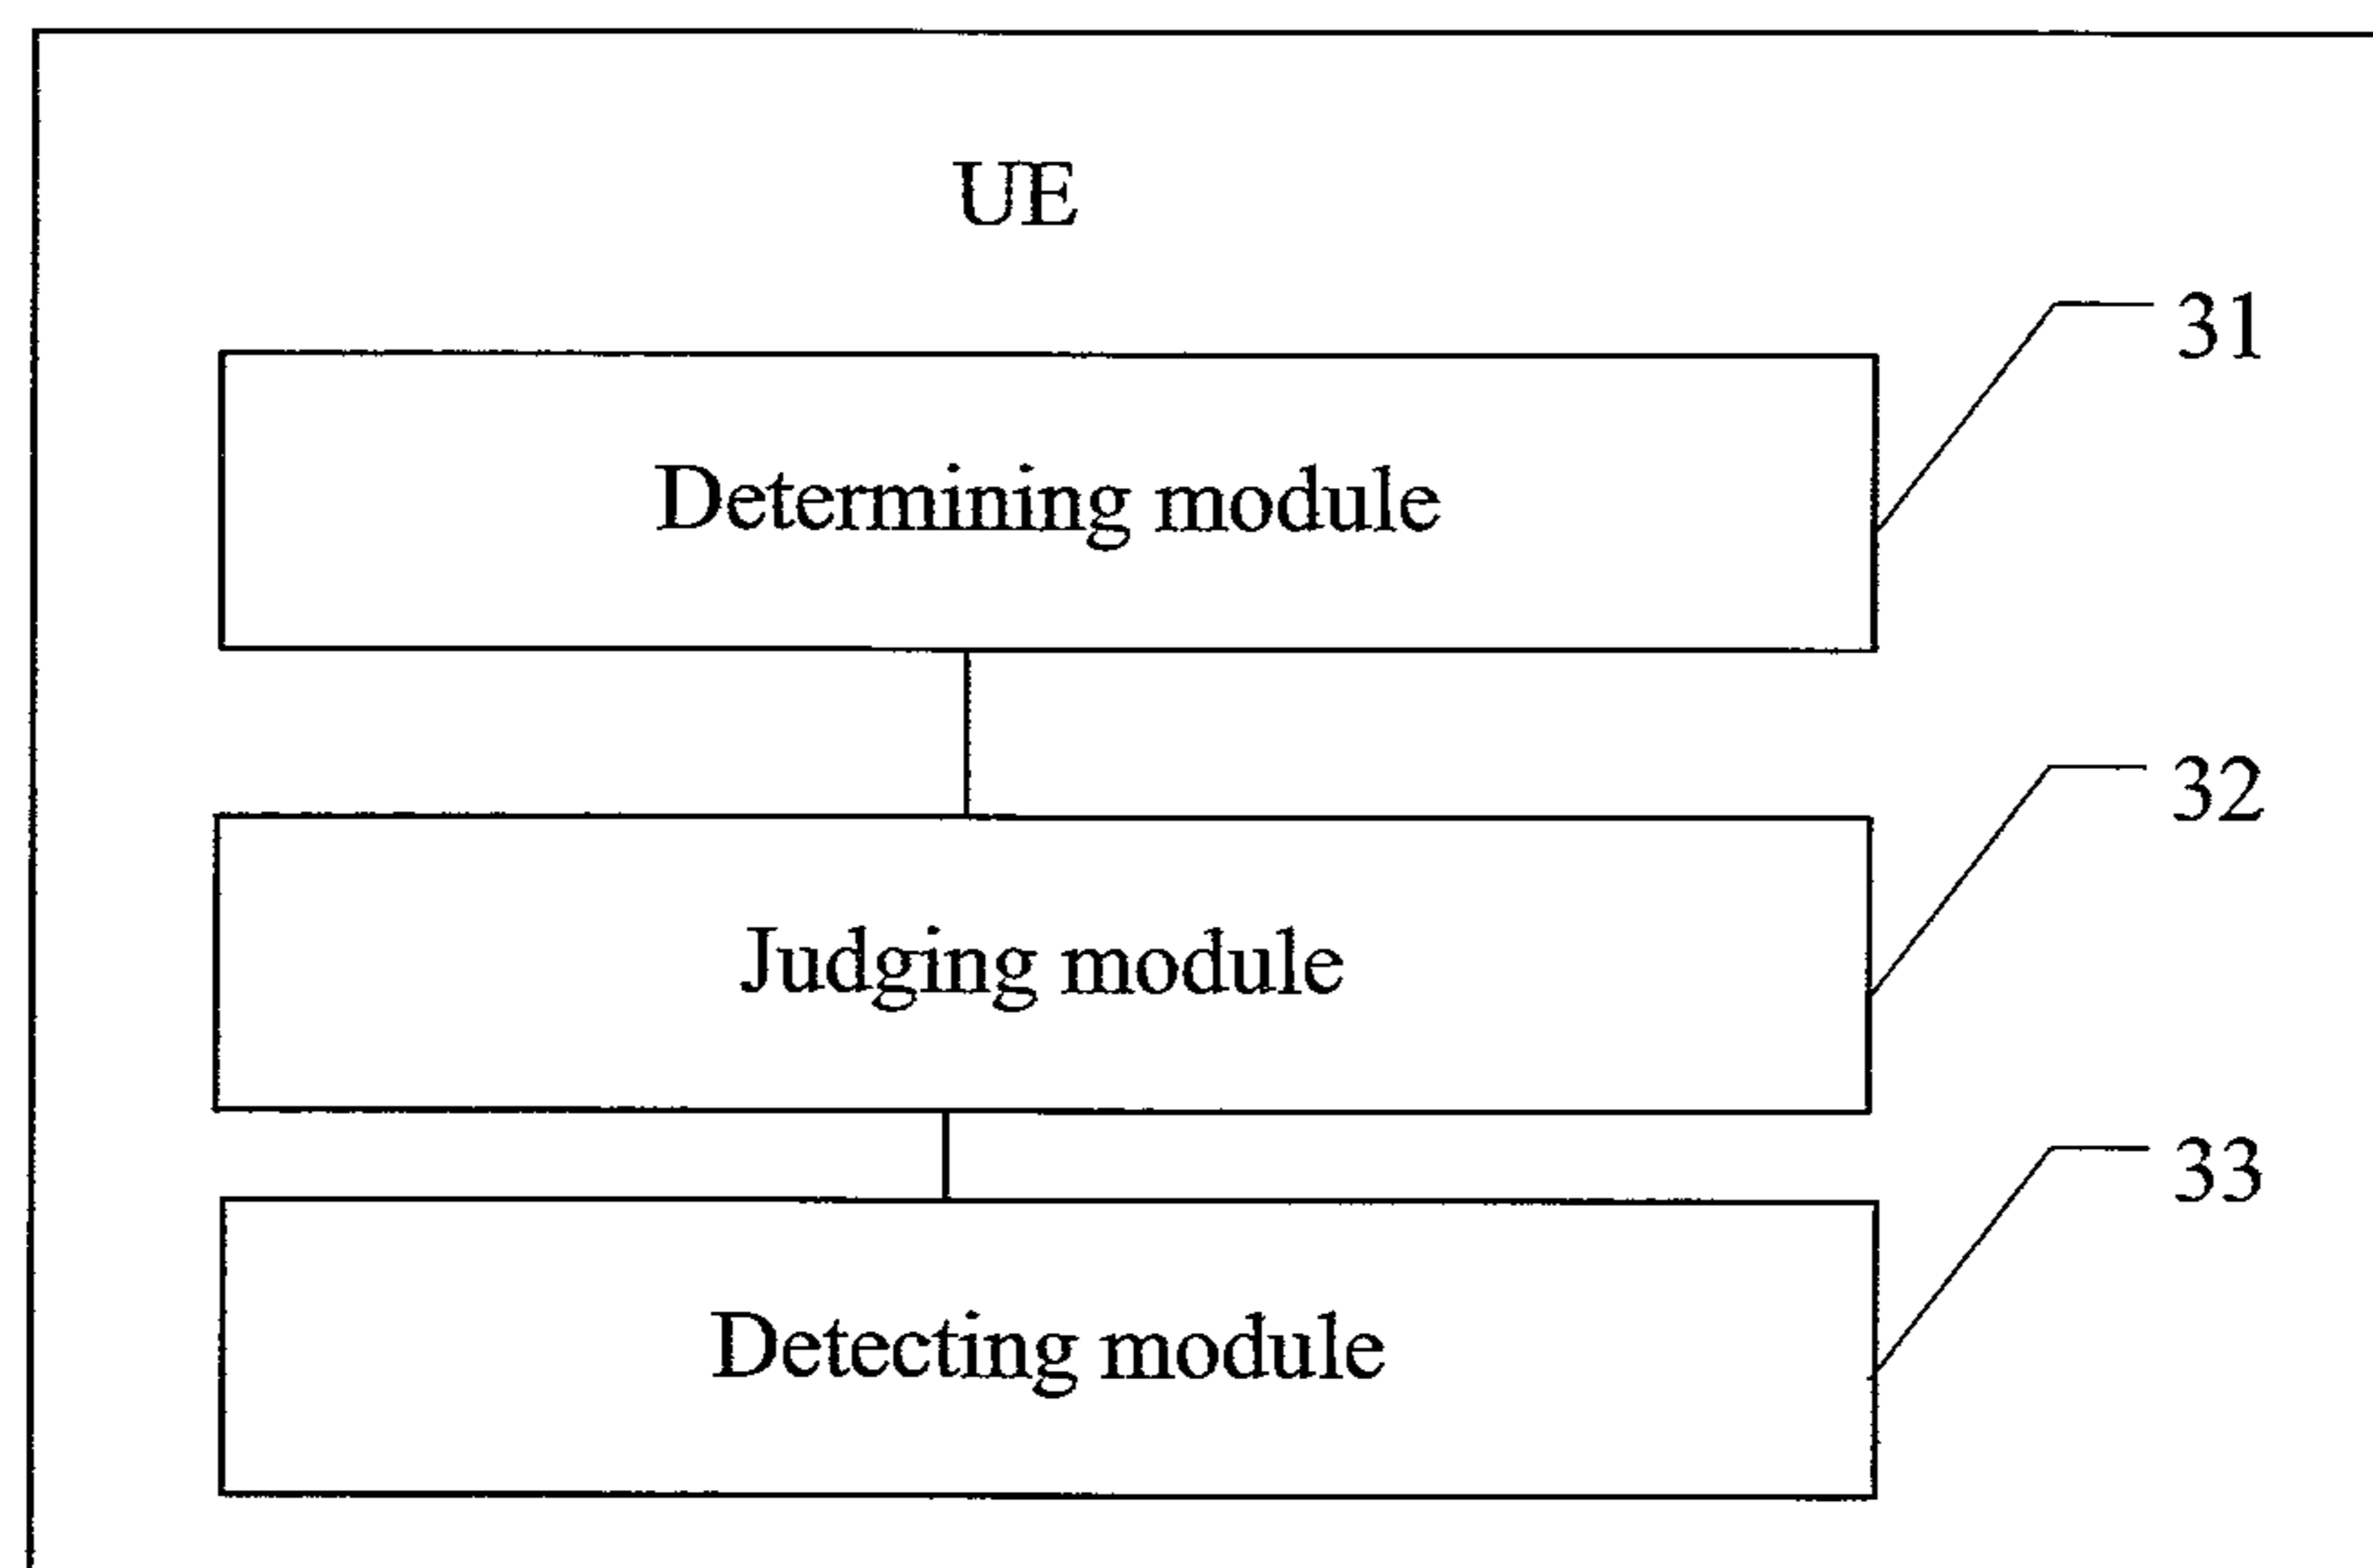 UE
31
Determining module
32
Judging module
33
Detecting module